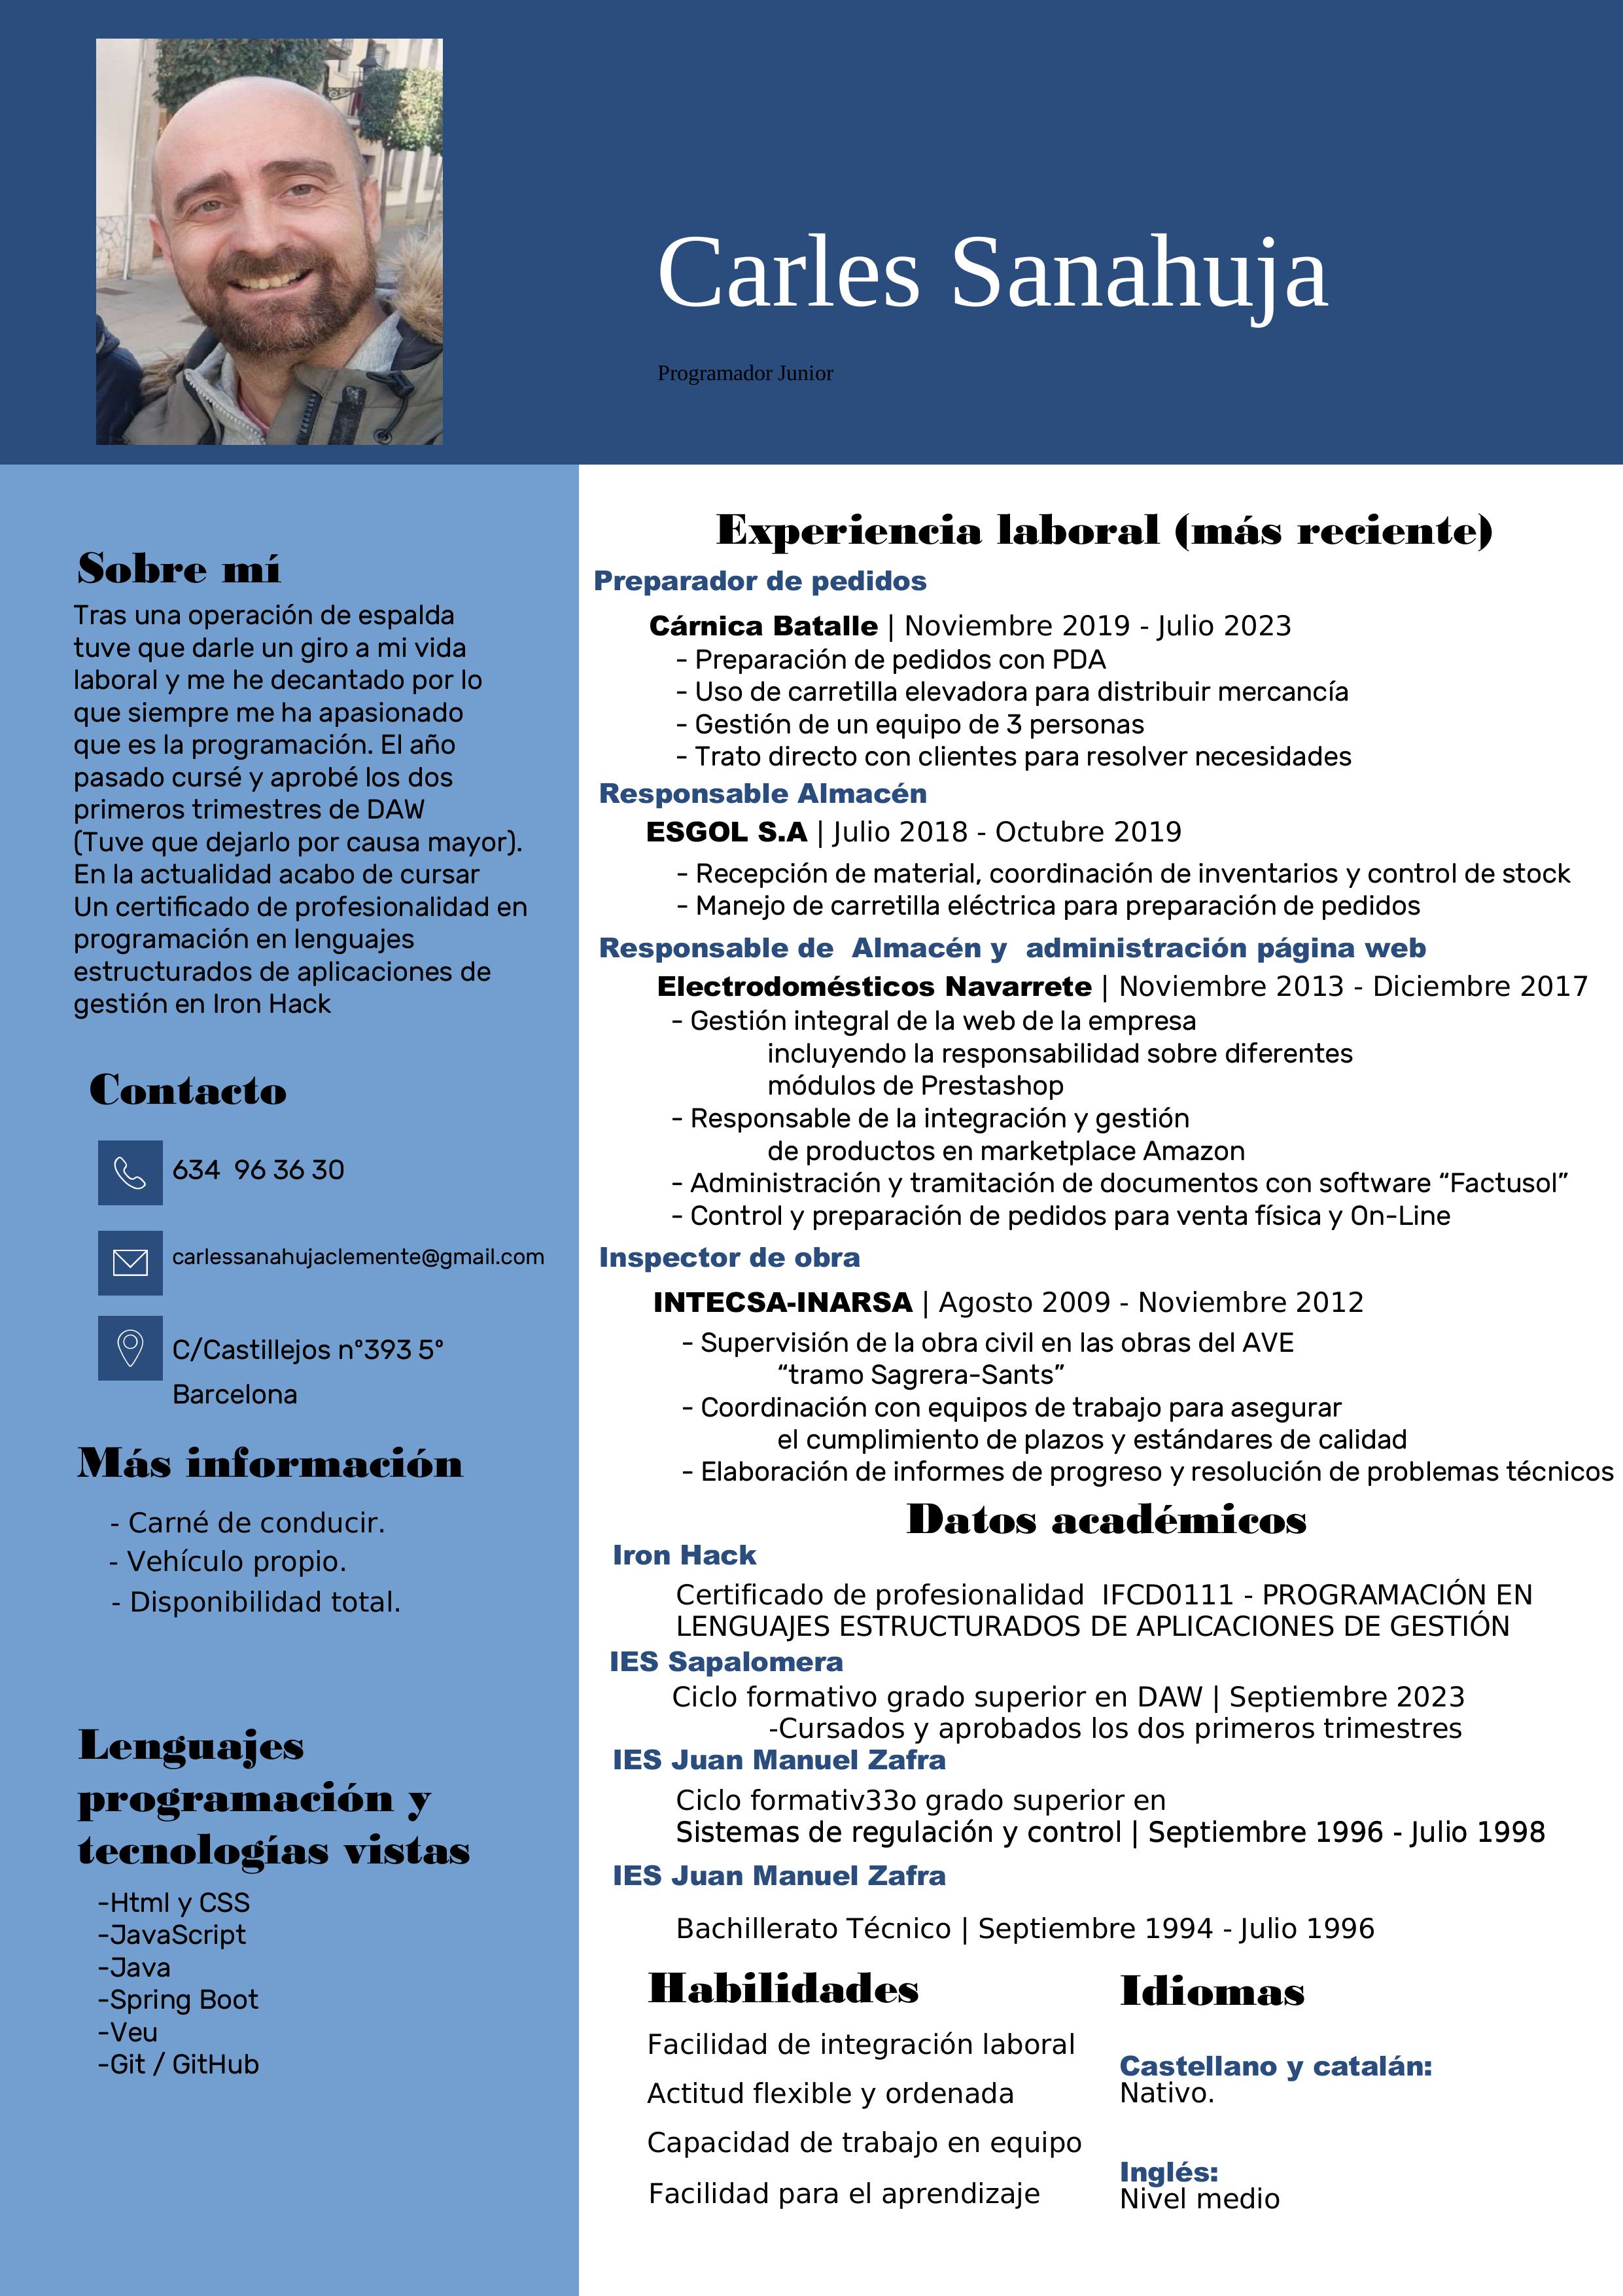 Carles Sanahuja
Programador Junior
Sobre mí
Tras una operación de espalda
tuve que darle un giro a mi vida
laboral y me he decantado por lo
que siempre me ha apasionado
que es la programación. El año
pasado cursé y aprobé los dos
primeros trimestres de DAW
(Tuve que dejarlo por causa mayor).
En la actualidad acabo de cursar
Un certificado de profesionalidad en
programación en lenguajes
estructurados de aplicaciones de
gestión en Iron Hack
Contacto
634  96 36 30
carlessanahujaclemente@gmail.com
C/Castillejos nº393 5º
Barcelona
Más información
- Carné de conducir.
- Vehículo propio.
- Disponibilidad total.
Lenguajes
programación y
tecnologías vistas
-Html y CSS
-JavaScript
-Java
-Spring Boot
-Veu
-Git / GitHub
Experiencia laboral (más reciente)
Preparador de pedidos
Cárnica Batalle | Noviembre 2019 - Julio 2023
- Preparación de pedidos con PDA
- Uso de carretilla elevadora para distribuir mercancía
- Gestión de un equipo de 3 personas
- Trato directo con clientes para resolver necesidades
Responsable Almacén
ESGOL S.A | Julio 2018 - Octubre 2019
- Recepción de material, coordinación de inventarios y control de stock
- Manejo de carretilla eléctrica para preparación de pedidos
Responsable de  Almacén y  administración página web
Electrodomésticos Navarrete | Noviembre 2013 - Diciembre 2017
- Gestión integral de la web de la empresa
incluyendo la responsabilidad sobre diferentes
módulos de Prestashop
- Responsable de la integración y gestión
de productos en marketplace Amazon
- Administración y tramitación de documentos con software “Factusol”
- Control y preparación de pedidos para venta física y On-Line
Inspector de obra
INTECSA-INARSA | Agosto 2009 - Noviembre 2012
- Supervisión de la obra civil en las obras del AVE
“tramo Sagrera-Sants”
- Coordinación con equipos de trabajo para asegurar
el cumplimiento de plazos y estándares de calidad
- Elaboración de informes de progreso y resolución de problemas técnicos
Datos académicos
Iron Hack
Certificado de profesionalidad  IFCD0111 - PROGRAMACIÓN EN
LENGUAJES ESTRUCTURADOS DE APLICACIONES DE GESTIÓN
IES Sapalomera
Ciclo formativo grado superior en DAW | Septiembre 2023
-Cursados y aprobados los dos primeros trimestres
IES Juan Manuel Zafra
Ciclo formativ33o grado superior en
Sistemas de regulación y control | Septiembre 1996 - Julio 1998
IES Juan Manuel Zafra
Bachillerato Técnico | Septiembre 1994 - Julio 1996
Habilidades
Facilidad de integración laboral
Actitud flexible y ordenada
Capacidad de trabajo en equipo
Facilidad para el aprendizaje
Idiomas
Castellano y catalán:
Nativo.
Inglés:
Nivel medio